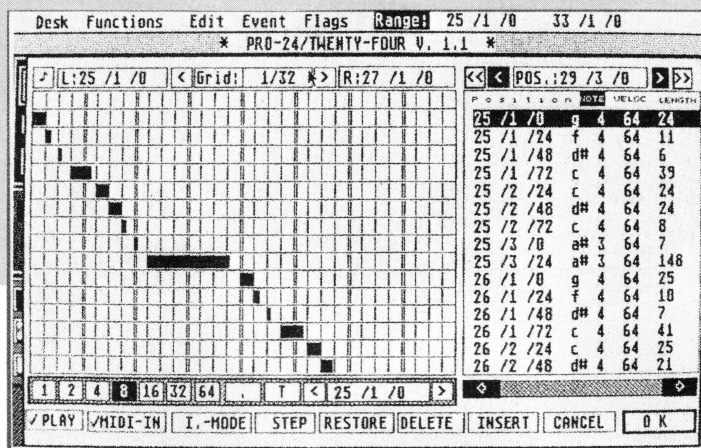 Desk Functions Edit Event Flags Range: 25 /1 /0 33 /1 /0
* PRO-24/TWENTY-FOUR V. 1.1 *
♪ L:25 /1 /0 < Grid: 1/32 > R:27 /1 /0 << < POS.:29 /3 /0 > >>
Position NOTE VELOC LENGTH
25 /1 /0 g 4 64 24
25 /1 /24 f 4 64 11
25 /1 /48 d# 4 64 6
25 /1 /72 c 4 64 39
25 /2 /24 c 4 64 24
25 /2 /48 d# 4 64 24
25 /2 /72 c 4 64 8
25 /3 /0 a# 3 64 7
25 /3 /24 a# 3 64 148
26 /1 /0 g 4 64 25
26 /1 /24 f 4 64 10
26 /1 /48 d# 4 64 7
26 /1 /72 c 4 64 41
26 /2 /24 c 4 64 25
26 /2 /48 d# 4 64 21
1 2 4 8 16 32 64 . T < 25 /1 /0 >
✓PLAY ✓MIDI-IN I.-MODE STEP RESTORE DELETE INSERT CANCEL OK